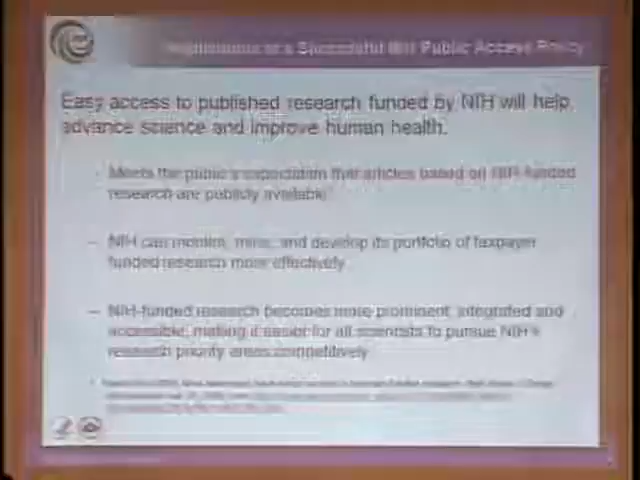 Implications of a Successful NIH Public Access Policy
Easy access to published research funded by NIH will help
advance science and improve human health.
- Meets the public's expectation that articles based on NIH-funded
research are publicly available
- NIH can monitor, mine, and develop its portfolio of taxpayer
funded research more effectively
- NIH-funded research becomes more prominent, integrated and
accessible, making it easier for all scientists to pursue NIH's
research priority areas competitively